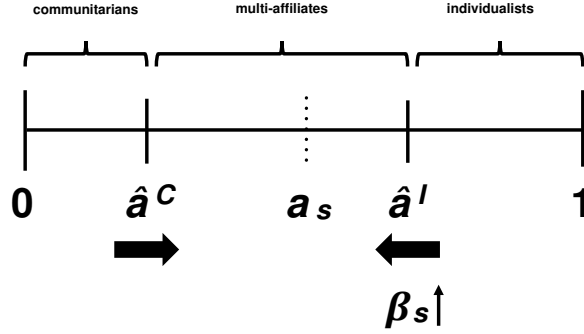 communitarians multi-affiliates individualists
0 â^C a_s â^I 1
β_s